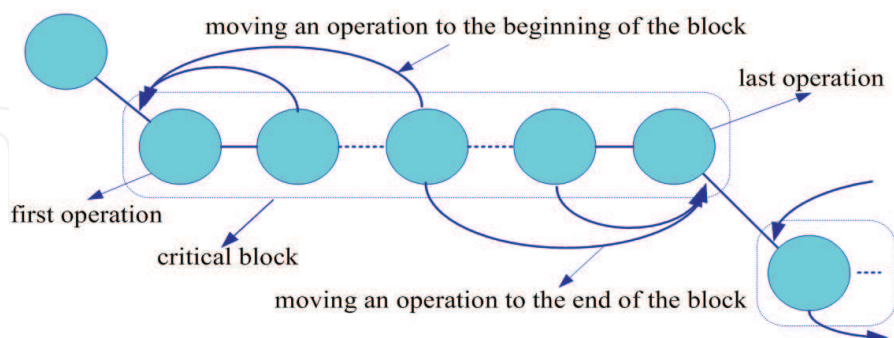 moving an operation to the beginning of the block
last operation
first operation
critical block
moving an operation to the end of the block